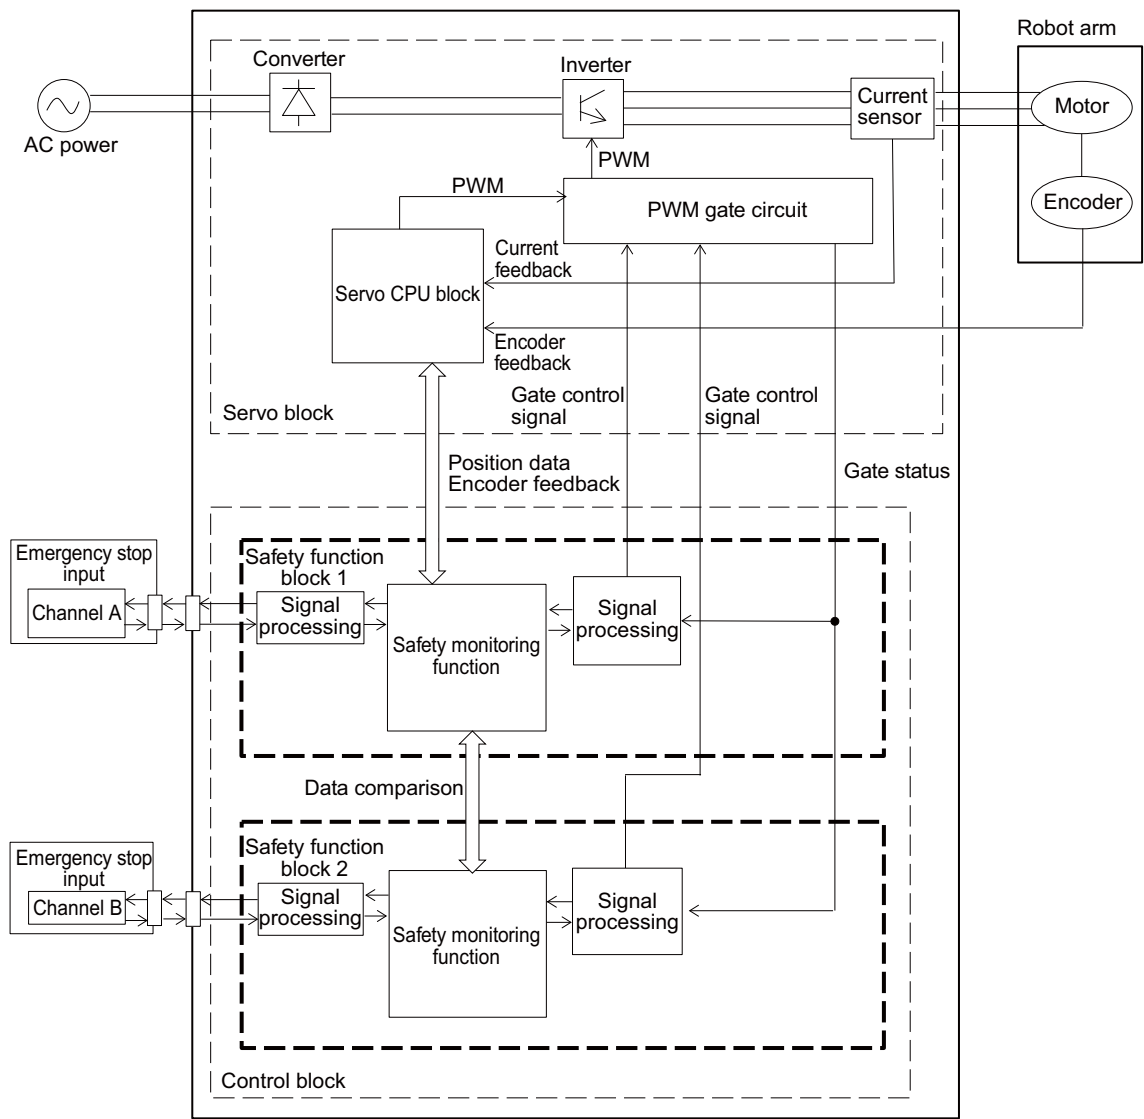 Robot arm
Converter
Inverter
Current
sensor
Motor
AC power
PWM
PWM
PWM gate circuit
Encoder
Current
feedback
Servo CPU block
Encoder
feedback
Gate control
signal
Gate control
signal
Servo block
Position data
Encoder feedback
Gate status
Emergency stop
input
Channel A
Safety function
block 1
Signal
processing
Safety monitoring
function
Signal
processing
Data comparison
Emergency stop
input
Channel B
Safety function
block 2
Signal
processing
Safety monitoring
function
Signal
processing
Control block